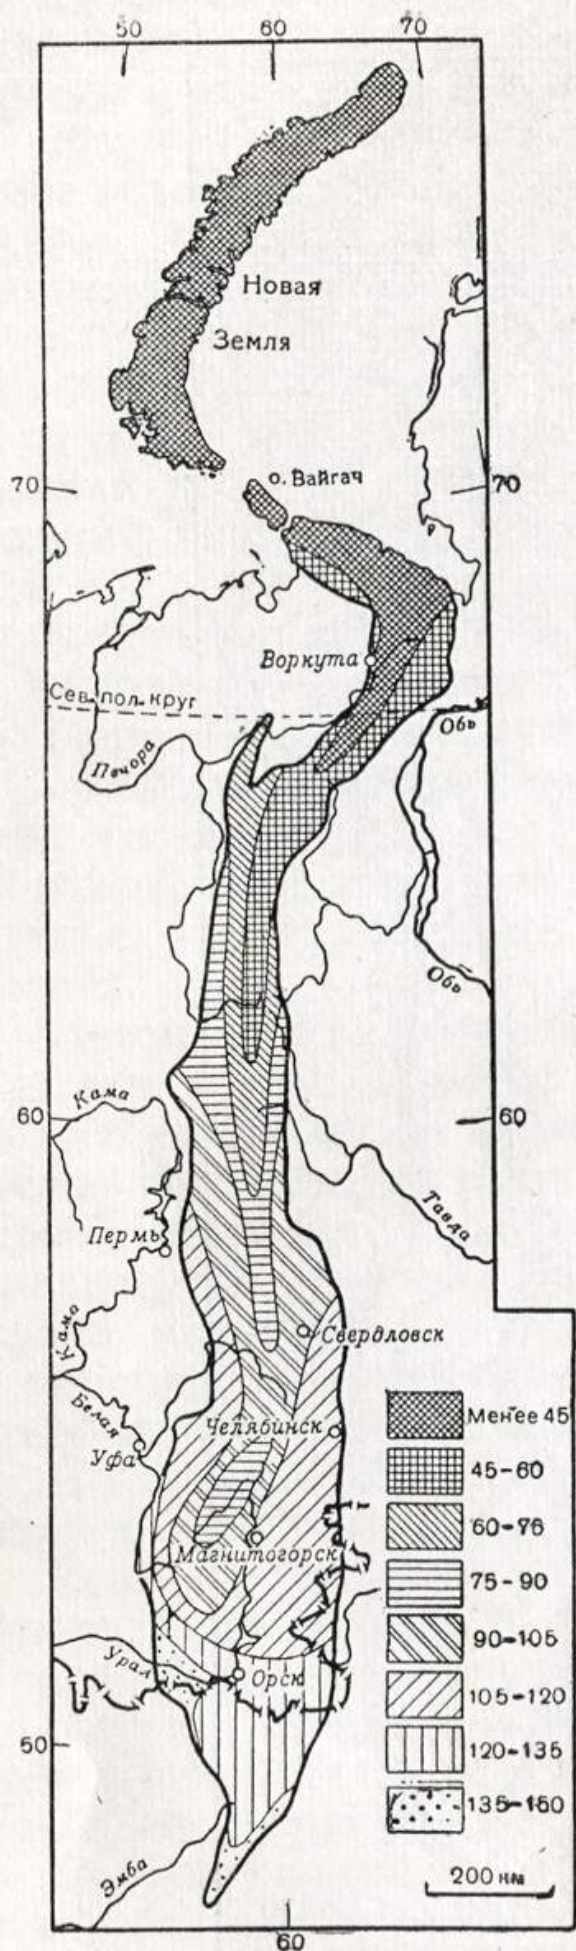 50 60 70
Новая
Земля
о. Вайгач
70 70
Воркута
Сев. пол. круг
Обь
Печора
Обь
Кама
60 60
Тавда
Пермь
Кама
Свердловск
Белая
Челябинск
Уфа
Магнитогорск
Урал
Орск
50
Эмба
60
Менее 45
45-60
60-76
75-90
90-105
105-120
120-135
135-150
200 км